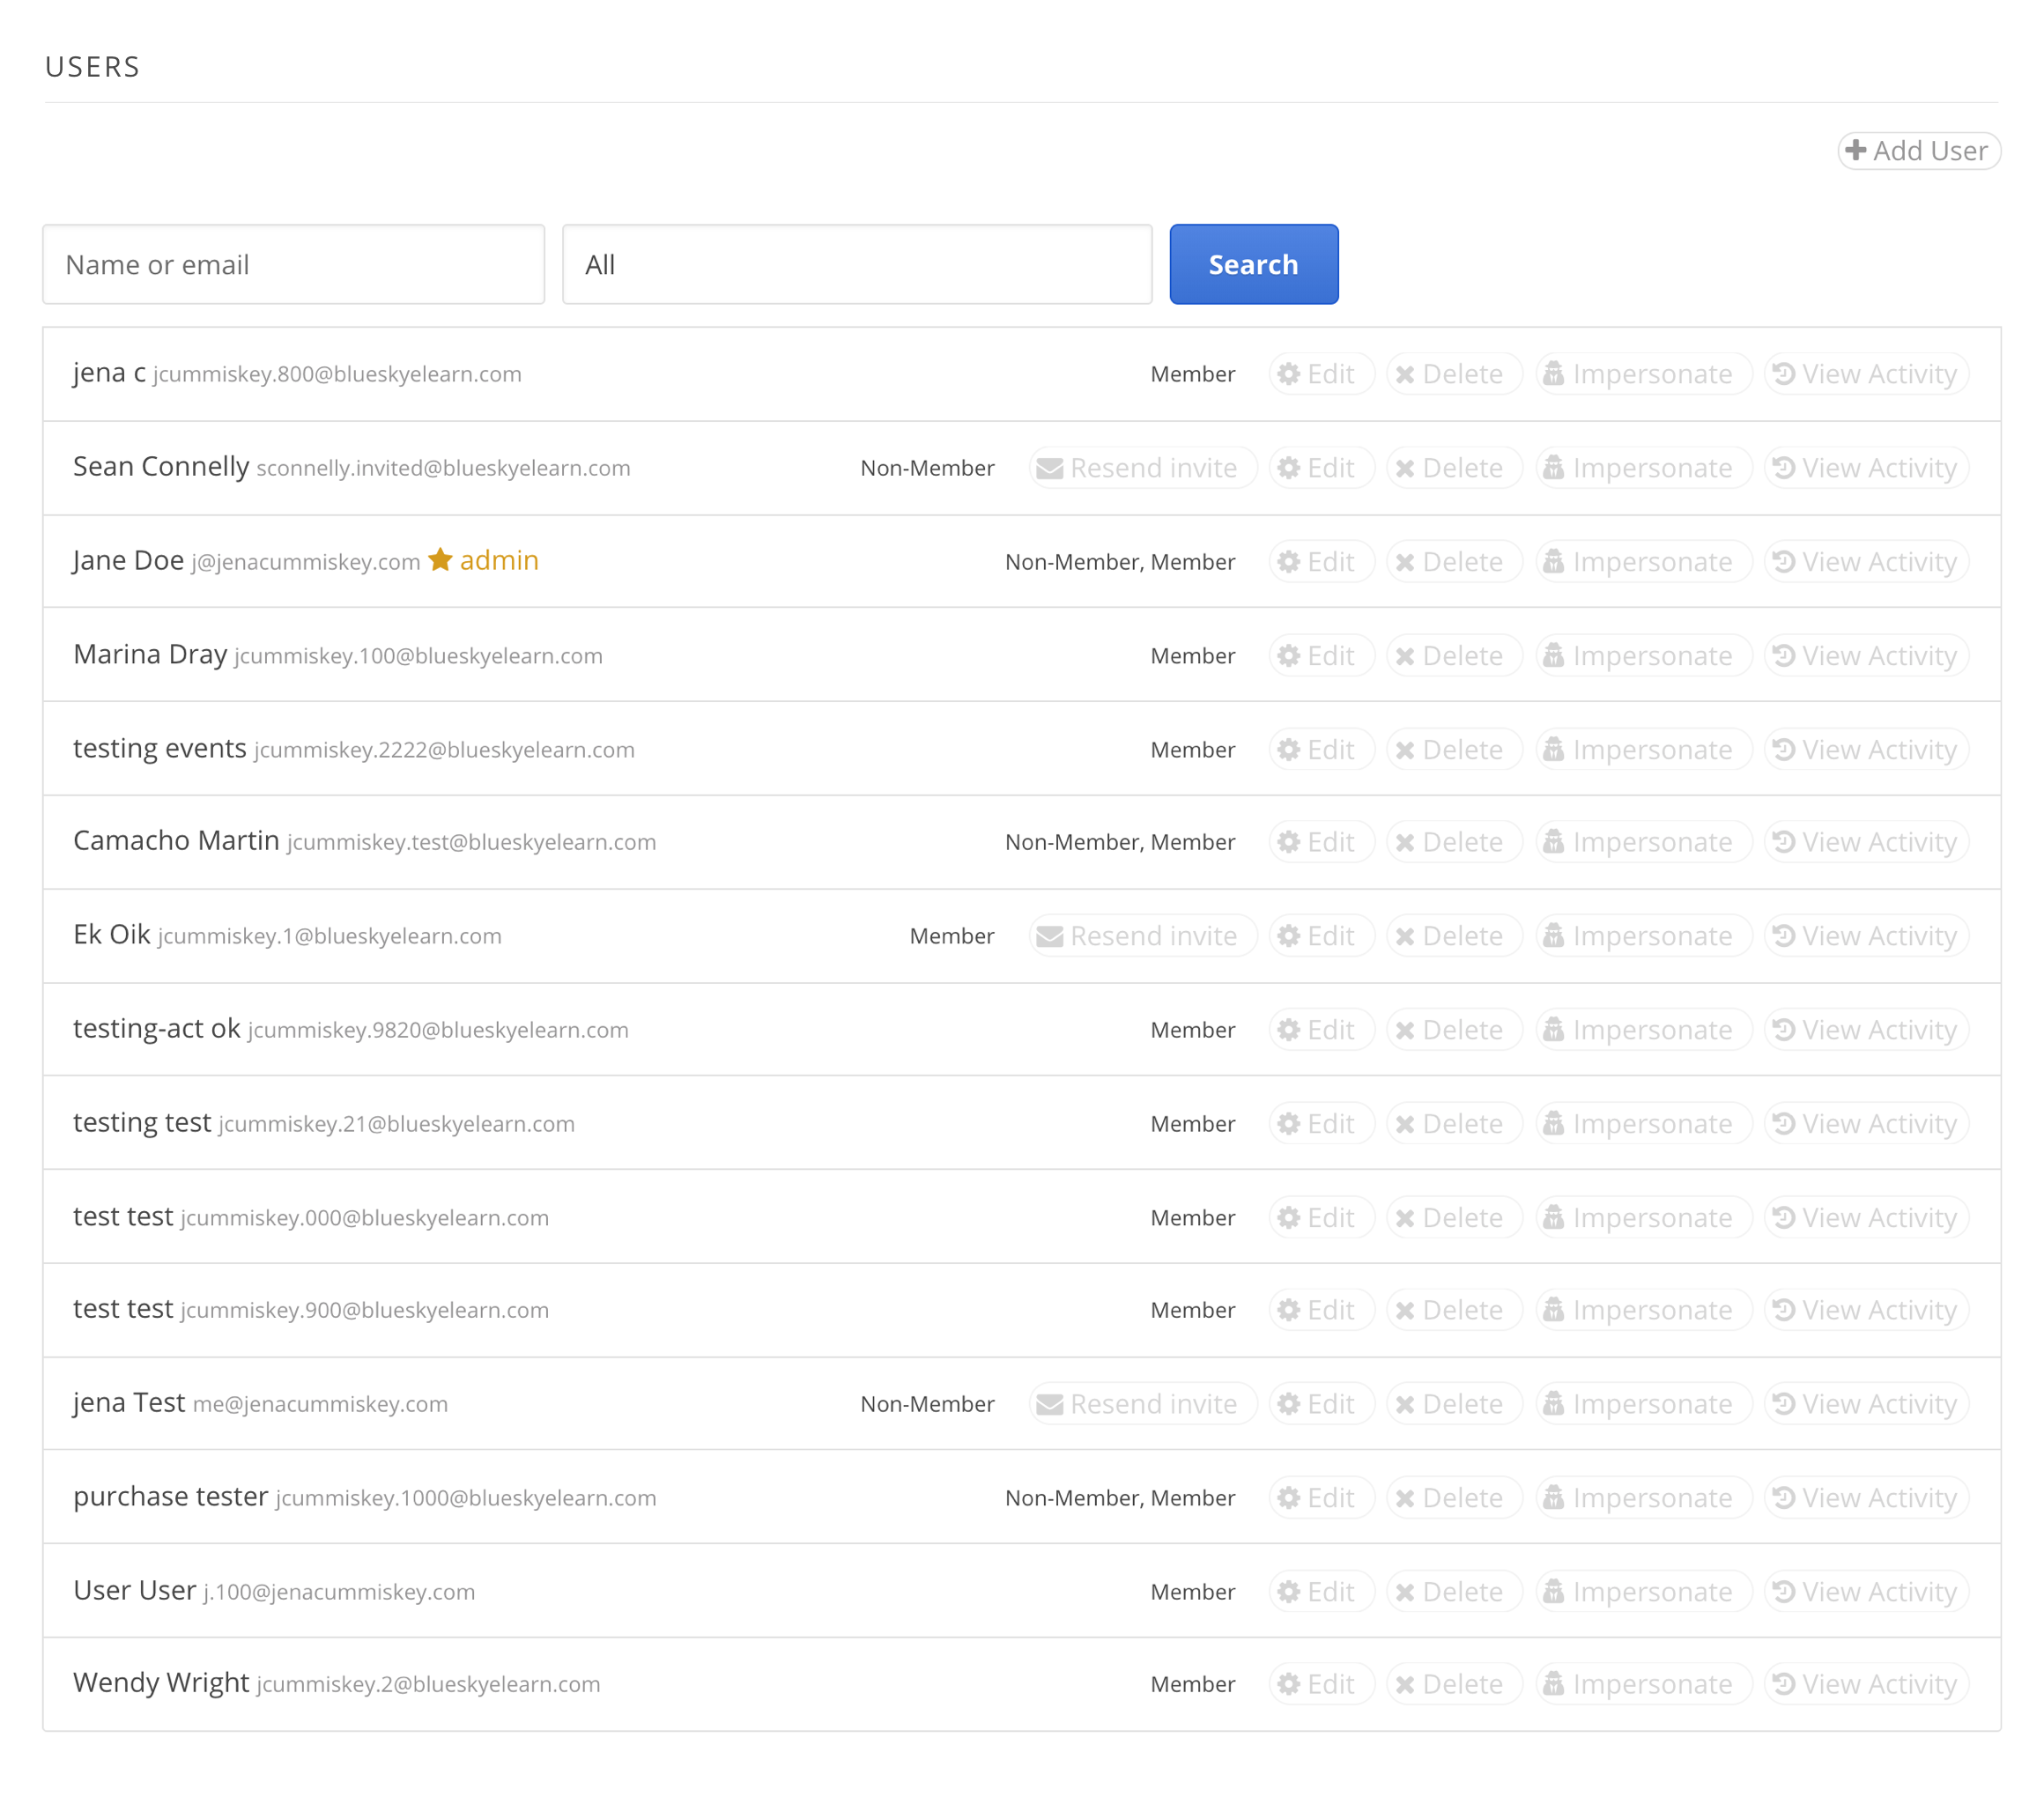 USERS
Add User
Name or email All Search
jena c jcummiskey.800@blueskyelearn.com Member Edit Delete Impersonate View Activity
Sean Connelly sconnelly.invited@blueskyelearn.com Non-Member Resend invite Edit Delete Impersonate View Activity
Jane Doe j@jenacummiskey.com admin Non-Member, Member Edit Delete Impersonate View Activity
Marina Dray jcummiskey.100@blueskyelearn.com Member Edit Delete Impersonate View Activity
testing events jcummiskey.2222@blueskyelearn.com Member Edit Delete Impersonate View Activity
Camacho Martin jcummiskey.test@blueskyelearn.com Non-Member, Member Edit Delete Impersonate View Activity
Ek Oik jcummiskey.1@blueskyelearn.com Member Resend invite Edit Delete Impersonate View Activity
testing-act ok jcummiskey.9820@blueskyelearn.com Member Edit Delete Impersonate View Activity
testing test jcummiskey.21@blueskyelearn.com Member Edit Delete Impersonate View Activity
test test jcummiskey.000@blueskyelearn.com Member Edit Delete Impersonate View Activity
test test jcummiskey.900@blueskyelearn.com Member Edit Delete Impersonate View Activity
jena Test me@jenacummiskey.com Non-Member Resend invite Edit Delete Impersonate View Activity
purchase tester jcummiskey.1000@blueskyelearn.com Non-Member, Member Edit Delete Impersonate View Activity
User User j.100@jenacummiskey.com Member Edit Delete Impersonate View Activity
Wendy Wright jcummiskey.2@blueskyelearn.com Member Edit Delete Impersonate View Activity